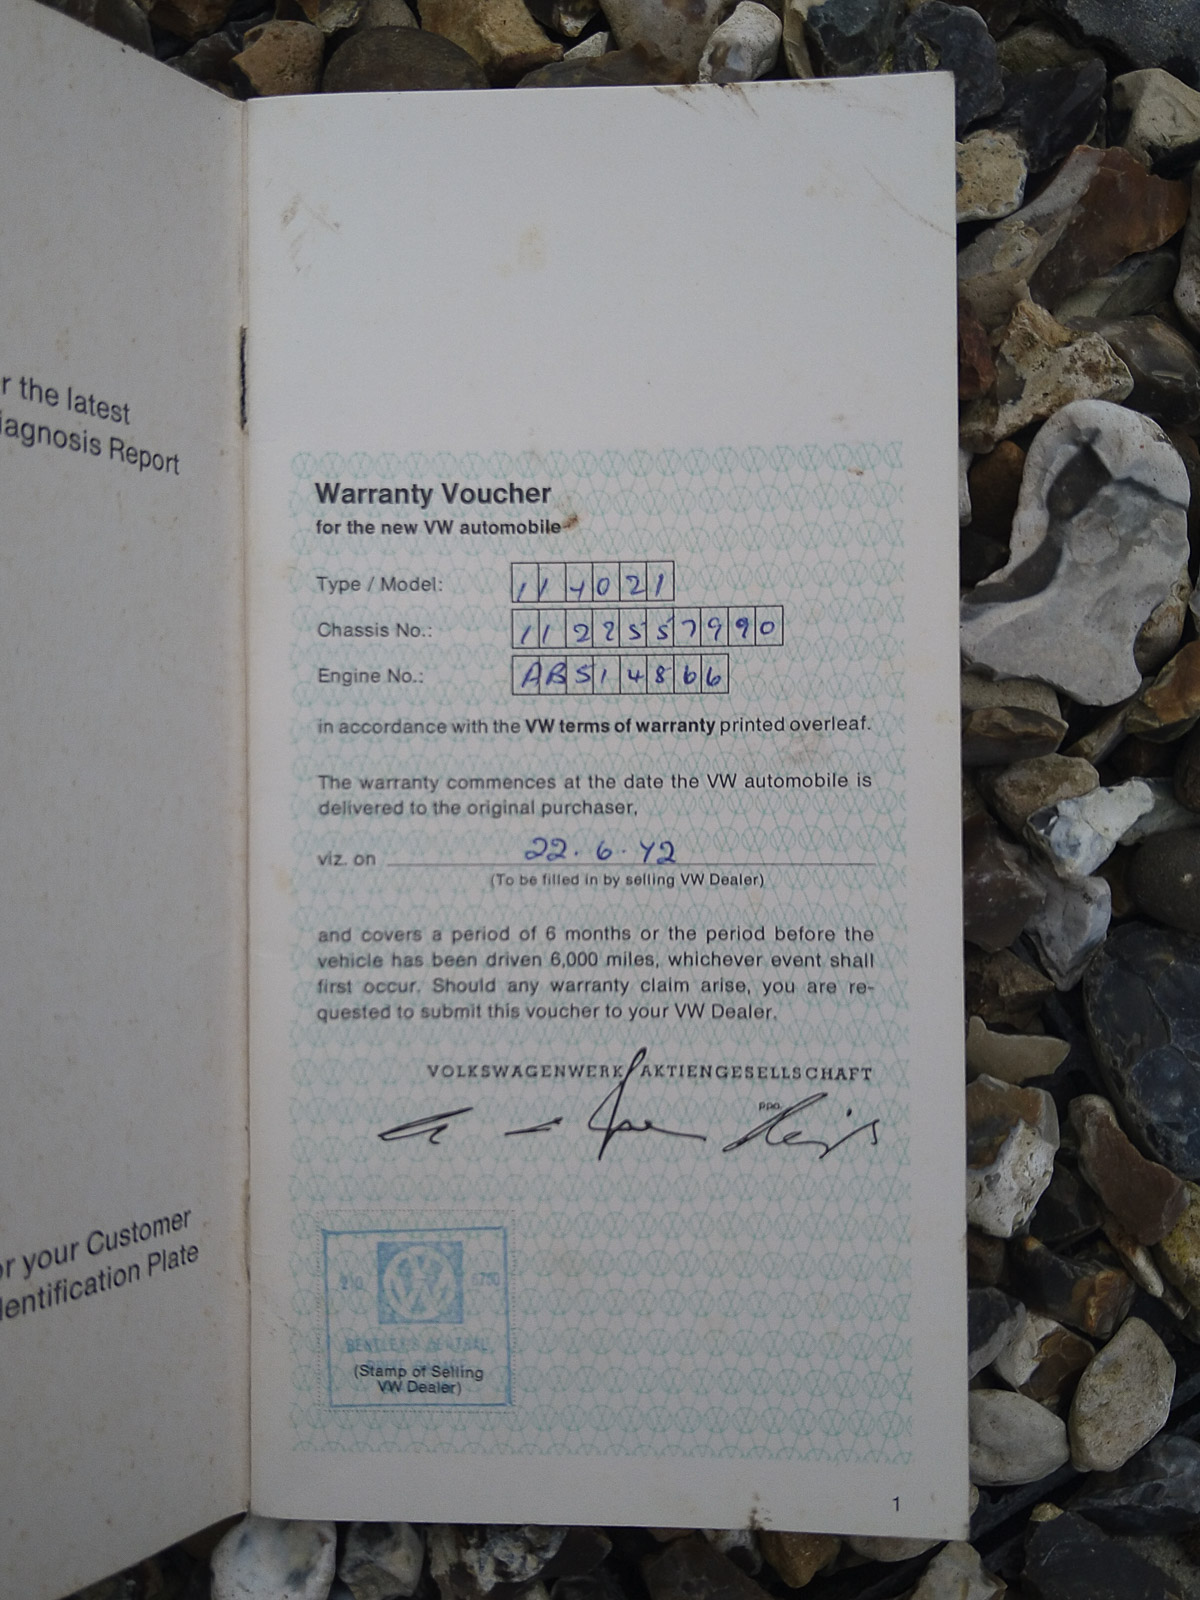 r the latest
iagnosis Report
or your Customer
dentification Plate
Warranty Voucher
for the new VW automobile
Type / Model: 114021
Chassis No.: 1122557990
Engine No.: AB514866
in accordance with the VW terms of warranty printed overleaf.
The warranty commences at the date the VW automobile is
delivered to the original purchaser,
viz. on 22.6.72
(To be filled in by selling VW Dealer)
and covers a period of 6 months or the period before the
vehicle has been driven 6,000 miles, whichever event shall
first occur. Should any warranty claim arise, you are re-
quested to submit this voucher to your VW Dealer.
VOLKSWAGENWERK AKTIENGESELLSCHAFT
ppa.
CENTRAL
(Stamp of Selling
VW Dealer)
1